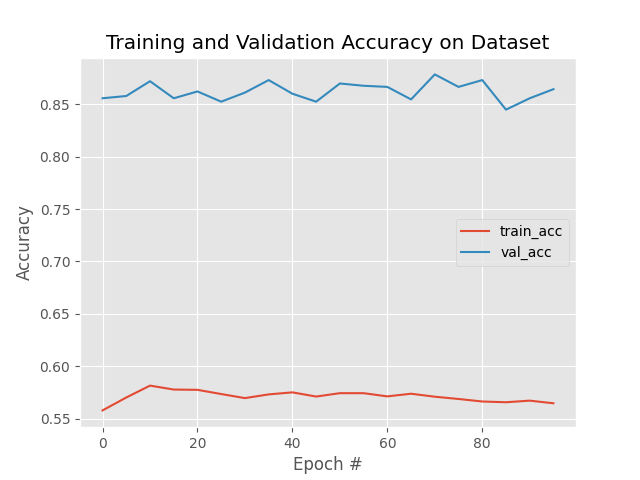 Training and Validation Accuracy on Dataset
Accuracy
0.85
0.80
0.75
0.70
0.65
0.60
0.55
train_acc
val_acc
0 20 40 60 80
Epoch #